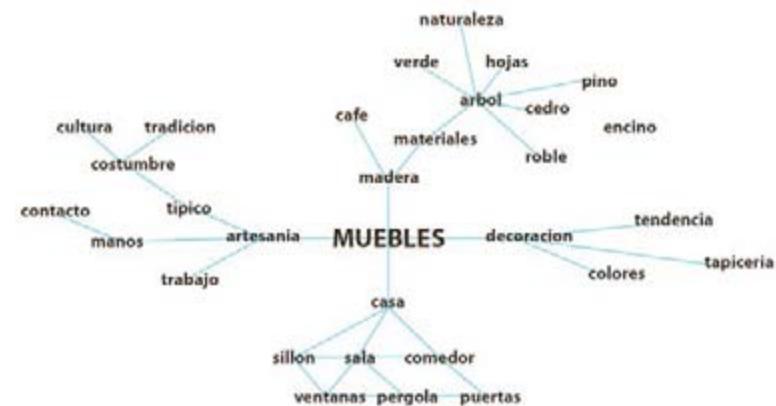 naturaleza
verde
hojas
pino
arbol
cedro
cafe
encino
cultura
tradicion
materiales
roble
costumbre
madera
contacto
tipico
tendencia
manos
artesania
MUEBLES
decoracion
tapiceria
colores
trabajo
casa
sillon
sala
comedor
ventanas
pergola
puertas